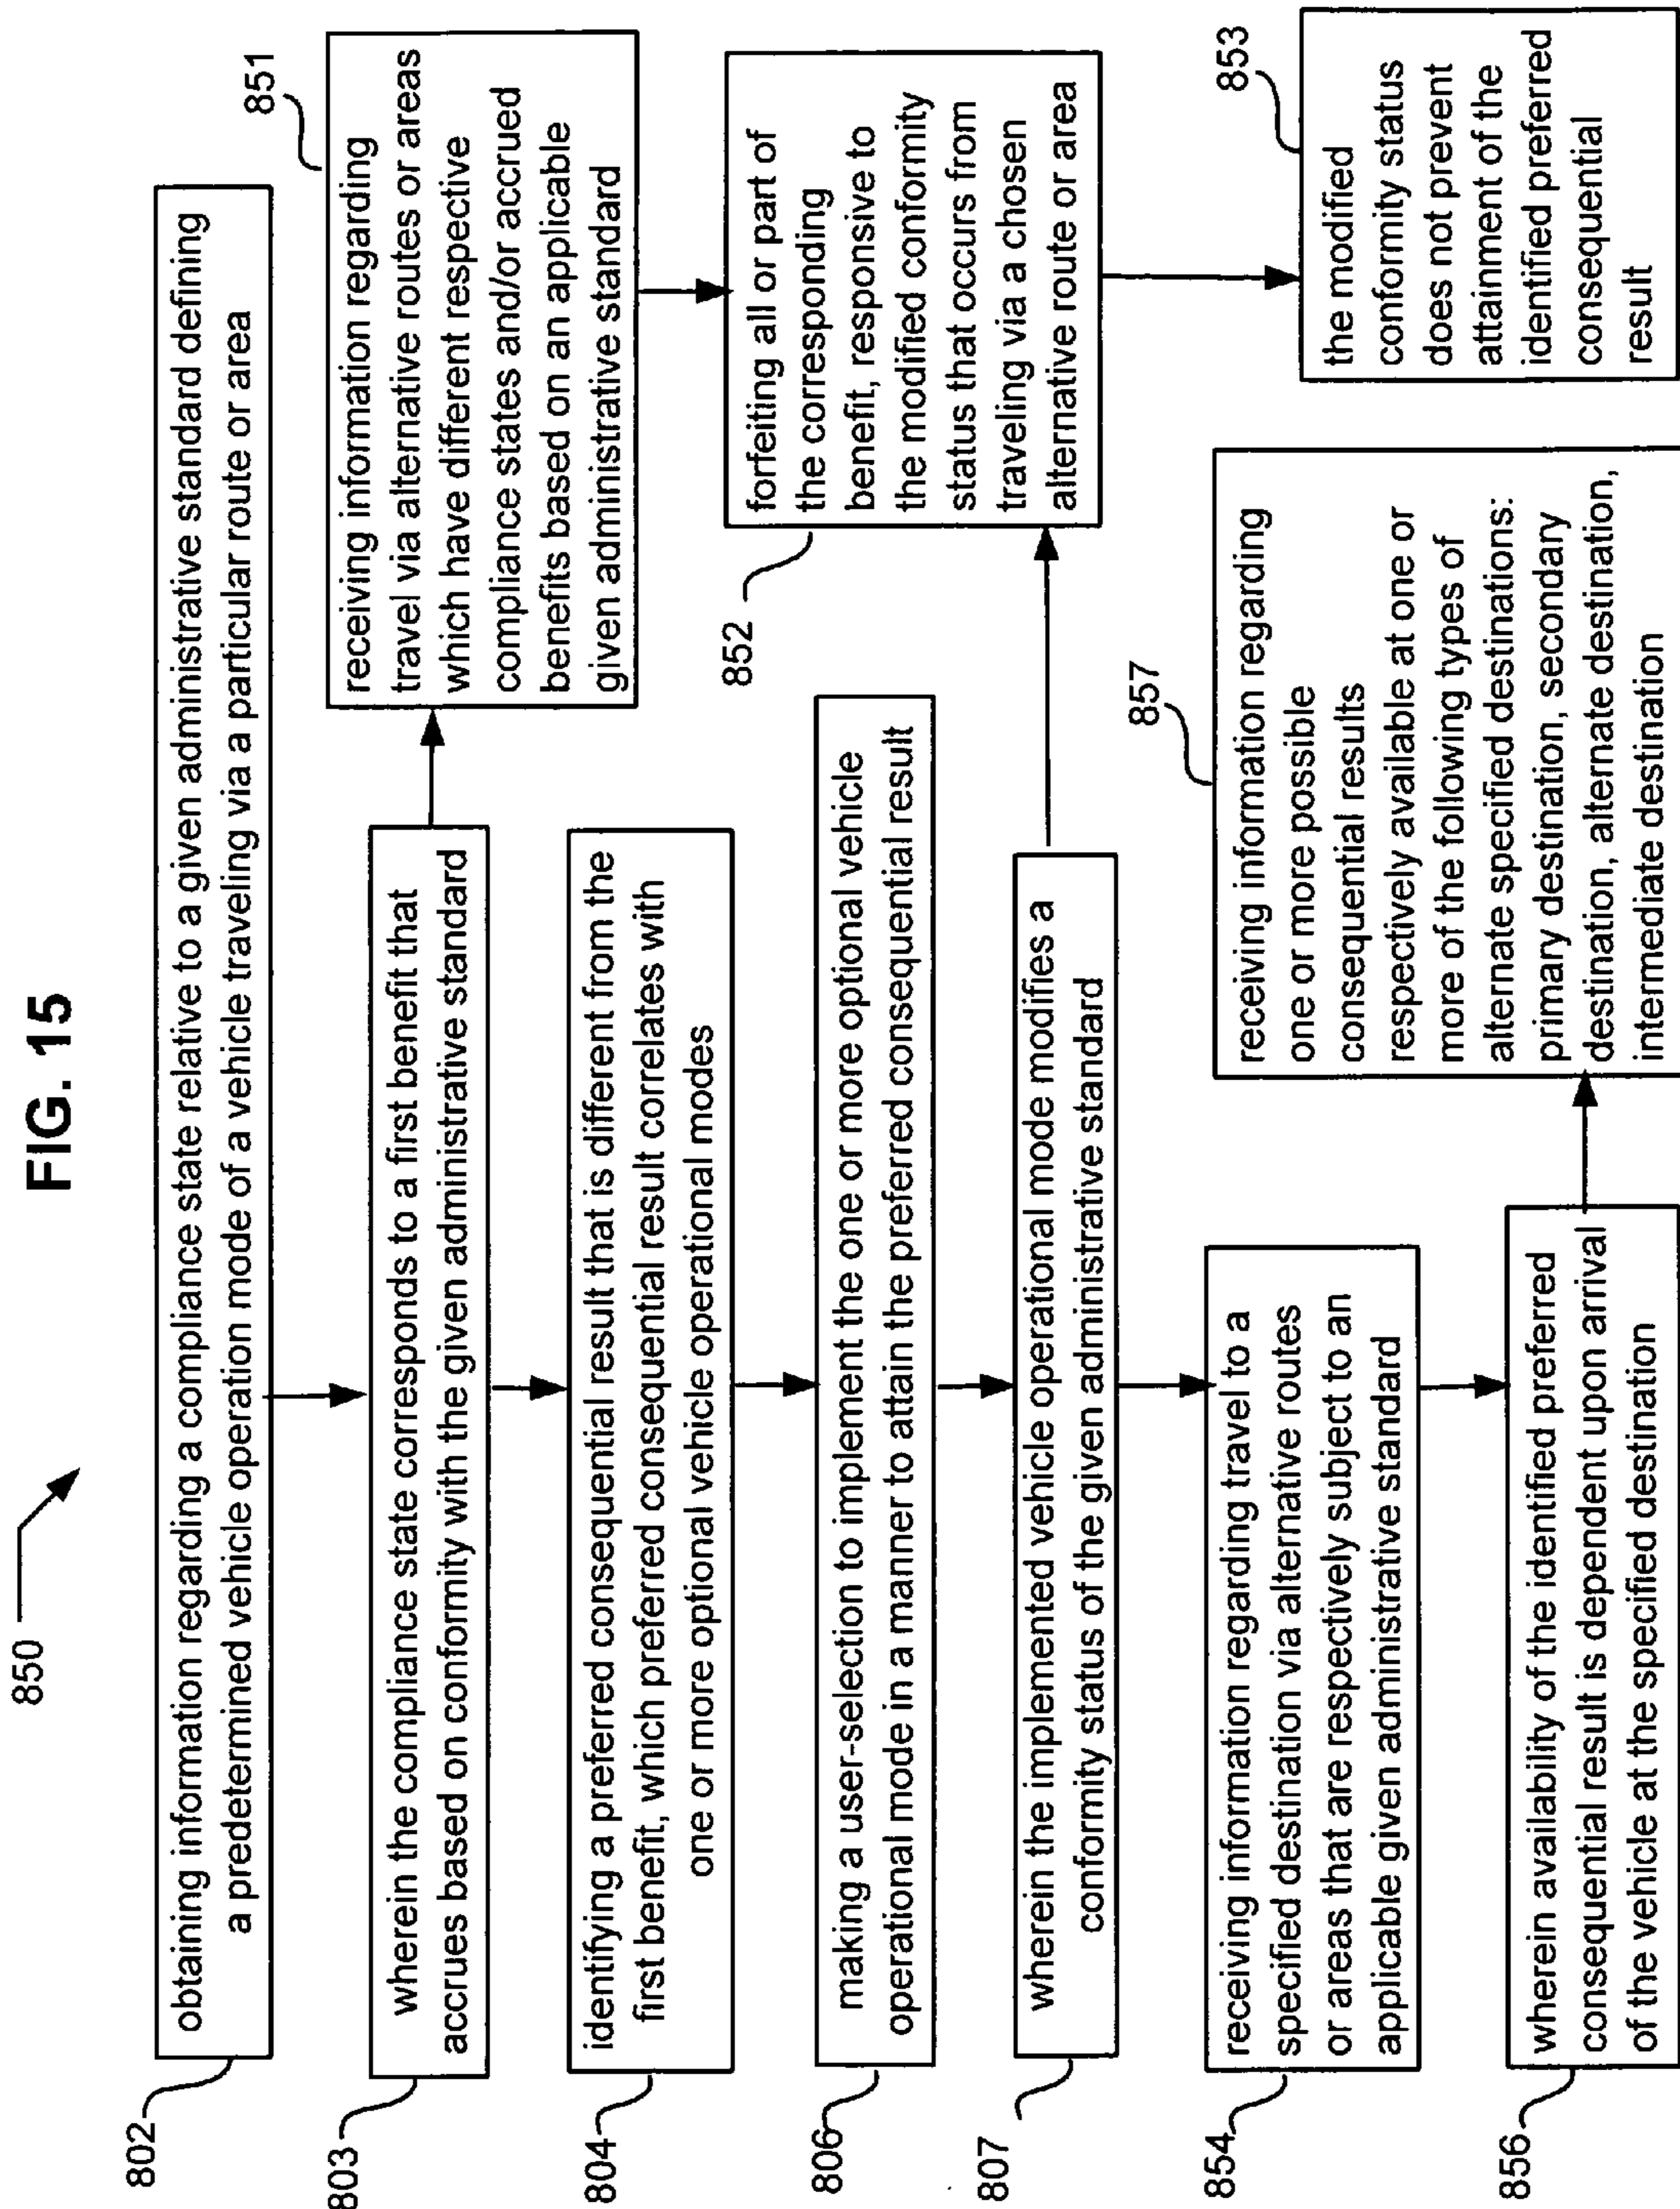 FIG. 15
850
802
obtaining information regarding a compliance state relative to a given administrative standard defining
a predetermined vehicle operation mode of a vehicle traveling via a particular route or area
803
wherein the compliance state corresponds to a first benefit that
accrues based on conformity with the given administrative standard
851
receiving information regarding
travel via alternative routes or areas
which have different respective
compliance states and/or accrued
benefits based on an applicable
given administrative standard
804
identifying a preferred consequential result that is different from the
first benefit, which preferred consequential result correlates with
one or more optional vehicle operational modes
852
forfeiting all or part of
the corresponding
benefit, responsive to
the modified conformity
status that occurs from
traveling via a chosen
alternative route or area
806
making a user-selection to implement the one or more optional vehicle
operational mode in a manner to attain the preferred consequential result
807
wherein the implemented vehicle operational mode modifies a
conformity status of the given administrative standard
853
the modified
conformity status
does not prevent
attainment of the
identified preferred
consequential
result
854
receiving information regarding travel to a
specified destination via alternative routes
or areas that are respectively subject to an
applicable given administrative standard
856
wherein availability of the identified preferred
consequential result is dependent upon arrival
of the vehicle at the specified destination
857
receiving information regarding
one or more possible
consequential results
respectively available at one or
more of the following types of
alternate specified destinations:
primary destination, secondary
destination, alternate destination,
intermediate destination